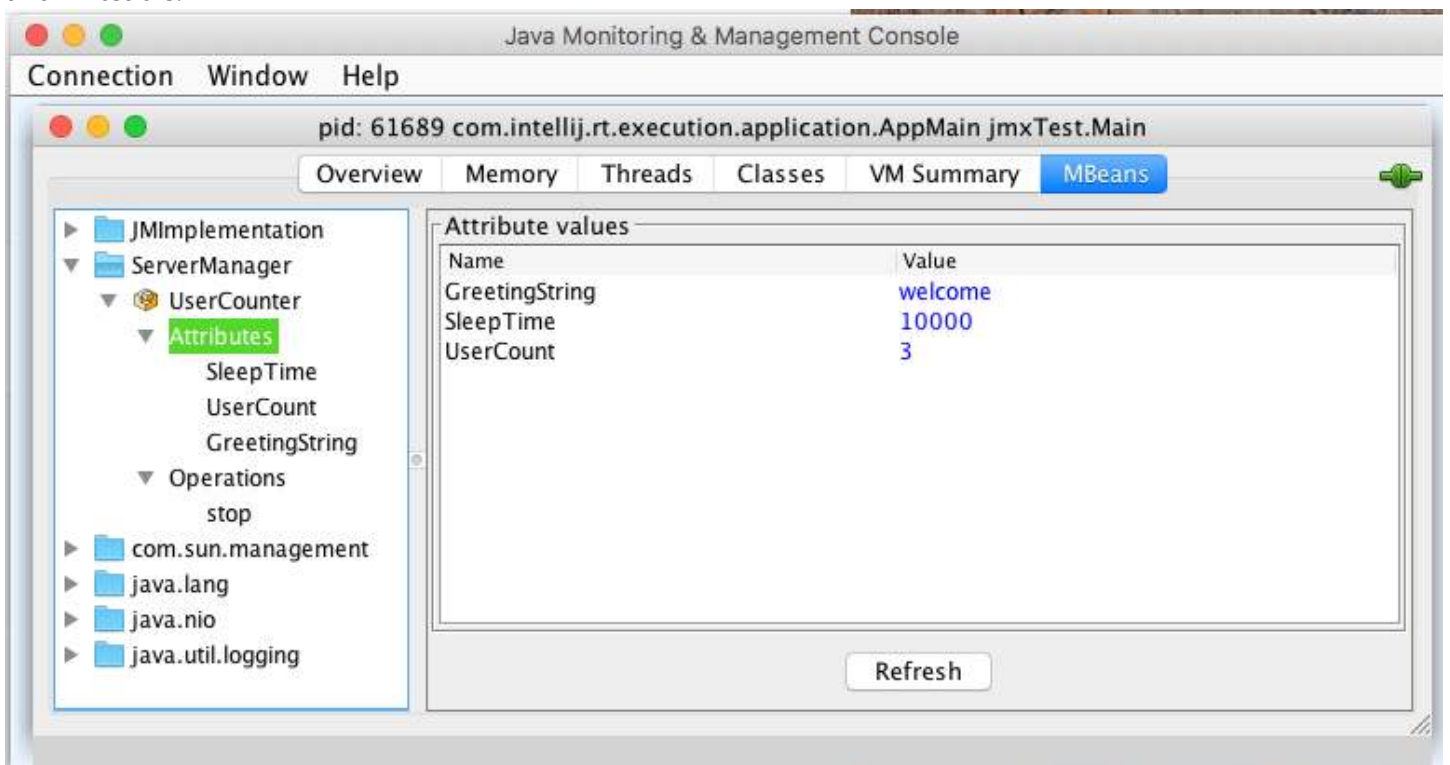 Java Monitoring & Management Console
Connection Window Help
pid: 61689 com.intellij.rt.execution.application.AppMain jmxTest.Main
Overview Memory Threads Classes VM Summary MBeans
JMImplementation
ServerManager
UserCounter
Attributes
SleepTime
UserCount
GreetingString
Operations
stop
com.sun.management
java.lang
java.nio
java.util.logging
Attribute values
Name Value
GreetingString welcome
SleepTime 10000
UserCount 3
Refresh